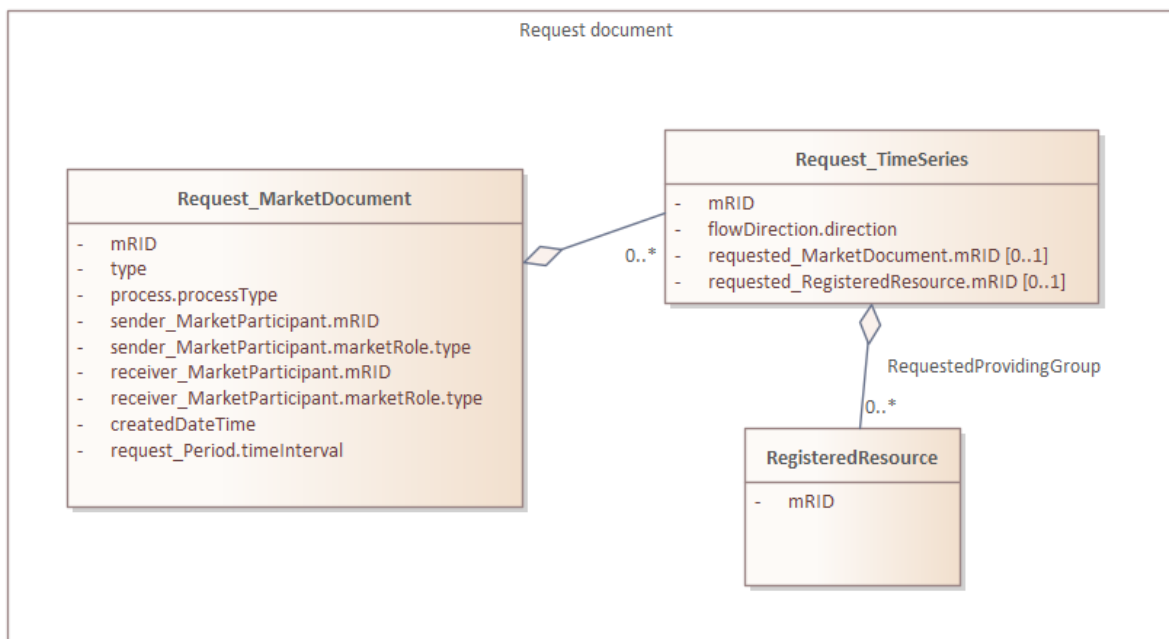 Request document
Request_MarketDocument
- mRID
- type
- process.processType
- sender_MarketParticipant.mRID
- sender_MarketParticipant.marketRole.type
- receiver_MarketParticipant.mRID
- receiver_MarketParticipant.marketRole.type
- createdDateTime
- request_Period.timeInterval
0..*
Request_TimeSeries
- mRID
- flowDirection.direction
- requested_MarketDocument.mRID [0..1]
- requested_RegisteredResource.mRID [0..1]
RequestedProvidingGroup
0..*
RegisteredResource
- mRID